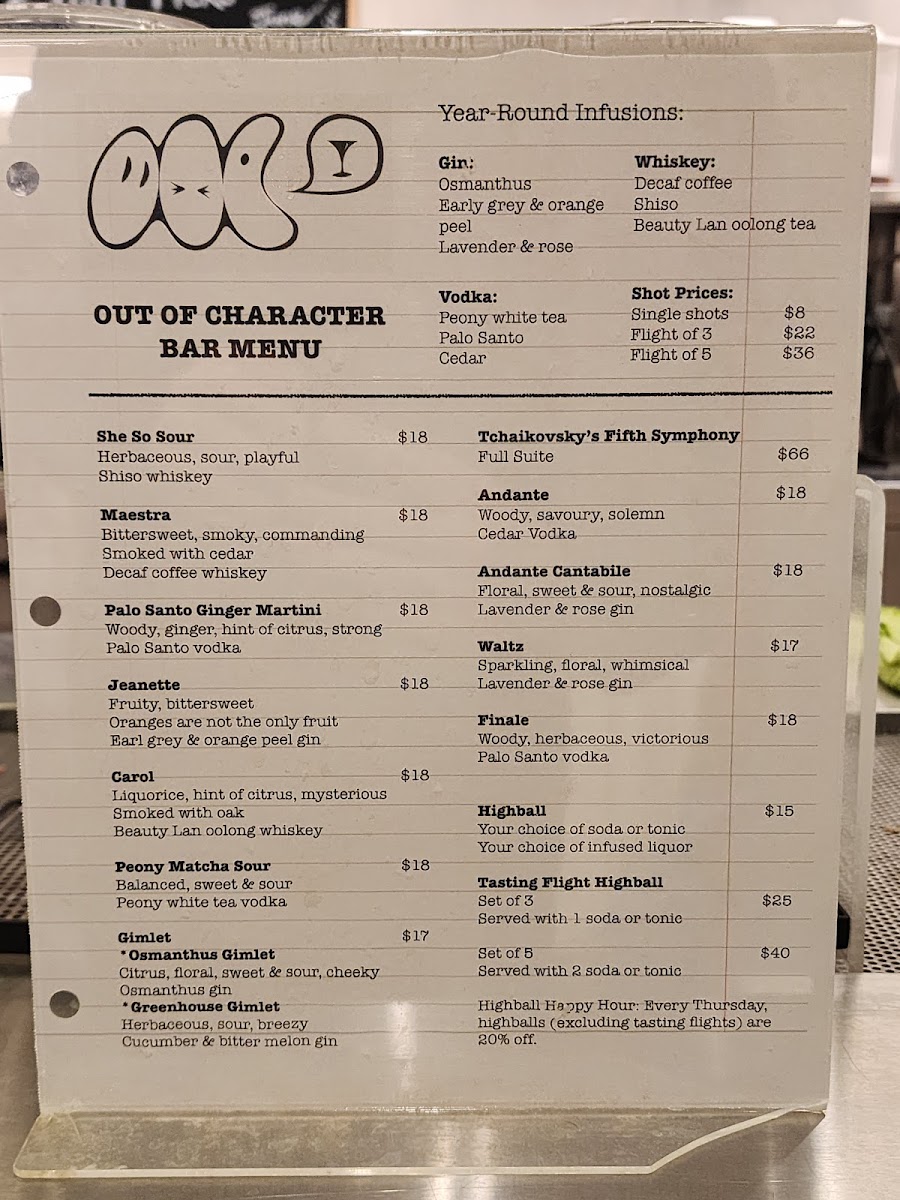 Year-Round Infusions:
Gin:
Osmanthus
Early grey & orange
peel
Lavender & rose
Whiskey:
Decaf coffee
Shiso
Beauty Lan oolong tea
OUT OF CHARACTER
BAR MENU
Vodka:
Peony white tea
Palo Santo
Cedar
Shot Prices:
Single shots $8
Flight of 3 $22
Flight of 5 $36
She So Sour $18
Herbaceous, sour, playful
Shiso whiskey
Maestra $18
Bittersweet, smoky, commanding
Smoked with cedar
Decaf coffee whiskey
Palo Santo Ginger Martini $18
Woody, ginger, hint of citrus, strong
Palo Santo vodka
Jeanette $18
Fruity, bittersweet
Oranges are not the only fruit
Earl grey & orange peel gin
Carol $18
Liquorice, hint of citrus, mysterious
Smoked with oak
Beauty Lan oolong whiskey
Peony Matcha Sour $18
Balanced, sweet & sour
Peony white tea vodka
Gimlet $17
*Osmanthus Gimlet
Citrus, floral, sweet & sour, cheeky
Osmanthus gin
*Greenhouse Gimlet
Herbaceous, sour, breezy
Cucumber & bitter melon gin
Tchaikovsky's Fifth Symphony
Full Suite $66
Andante $18
Woody, savoury, solemn
Cedar Vodka
Andante Cantabile $18
Floral, sweet & sour, nostalgic
Lavender & rose gin
Waltz $17
Sparkling, floral, whimsical
Lavender & rose gin
Finale $18
Woody, herbaceous, victorious
Palo Santo vodka
Highball $15
Your choice of soda or tonic
Your choice of infused liquor
Tasting Flight Highball
Set of 3 $25
Served with 1 soda or tonic
Set of 5 $40
Served with 2 soda or tonic
Highball Happy Hour: Every Thursday,
highballs (excluding tasting flights) are
20% off.